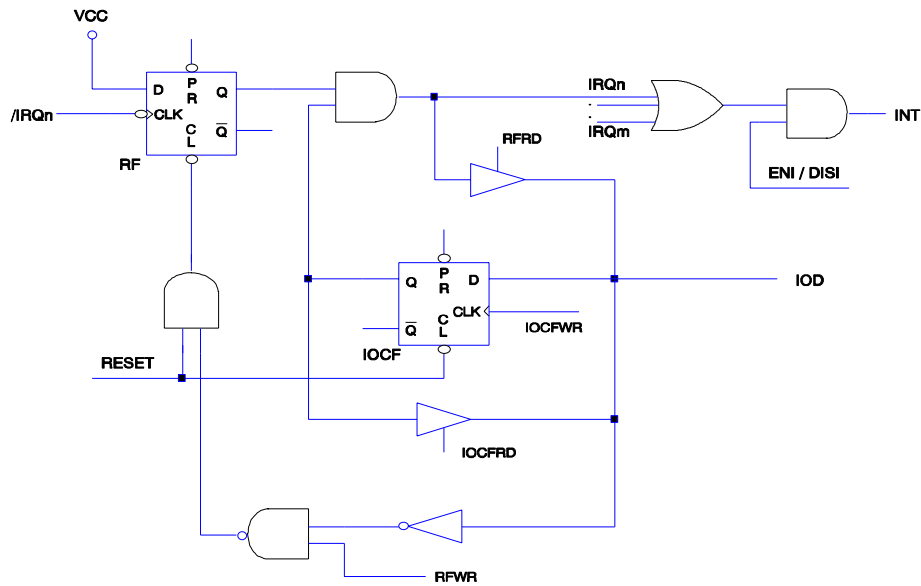 VCC
D
P
R
Q
/IRQn
CLK
C
L
Q
RF
IRQn
.
.
IRQm
INT
ENI / DISI
RFRD
Q
P
R
D
IOD
CLK
C
L
Q
IOCFWR
IOCF
RESET
IOCFRD
RFWR